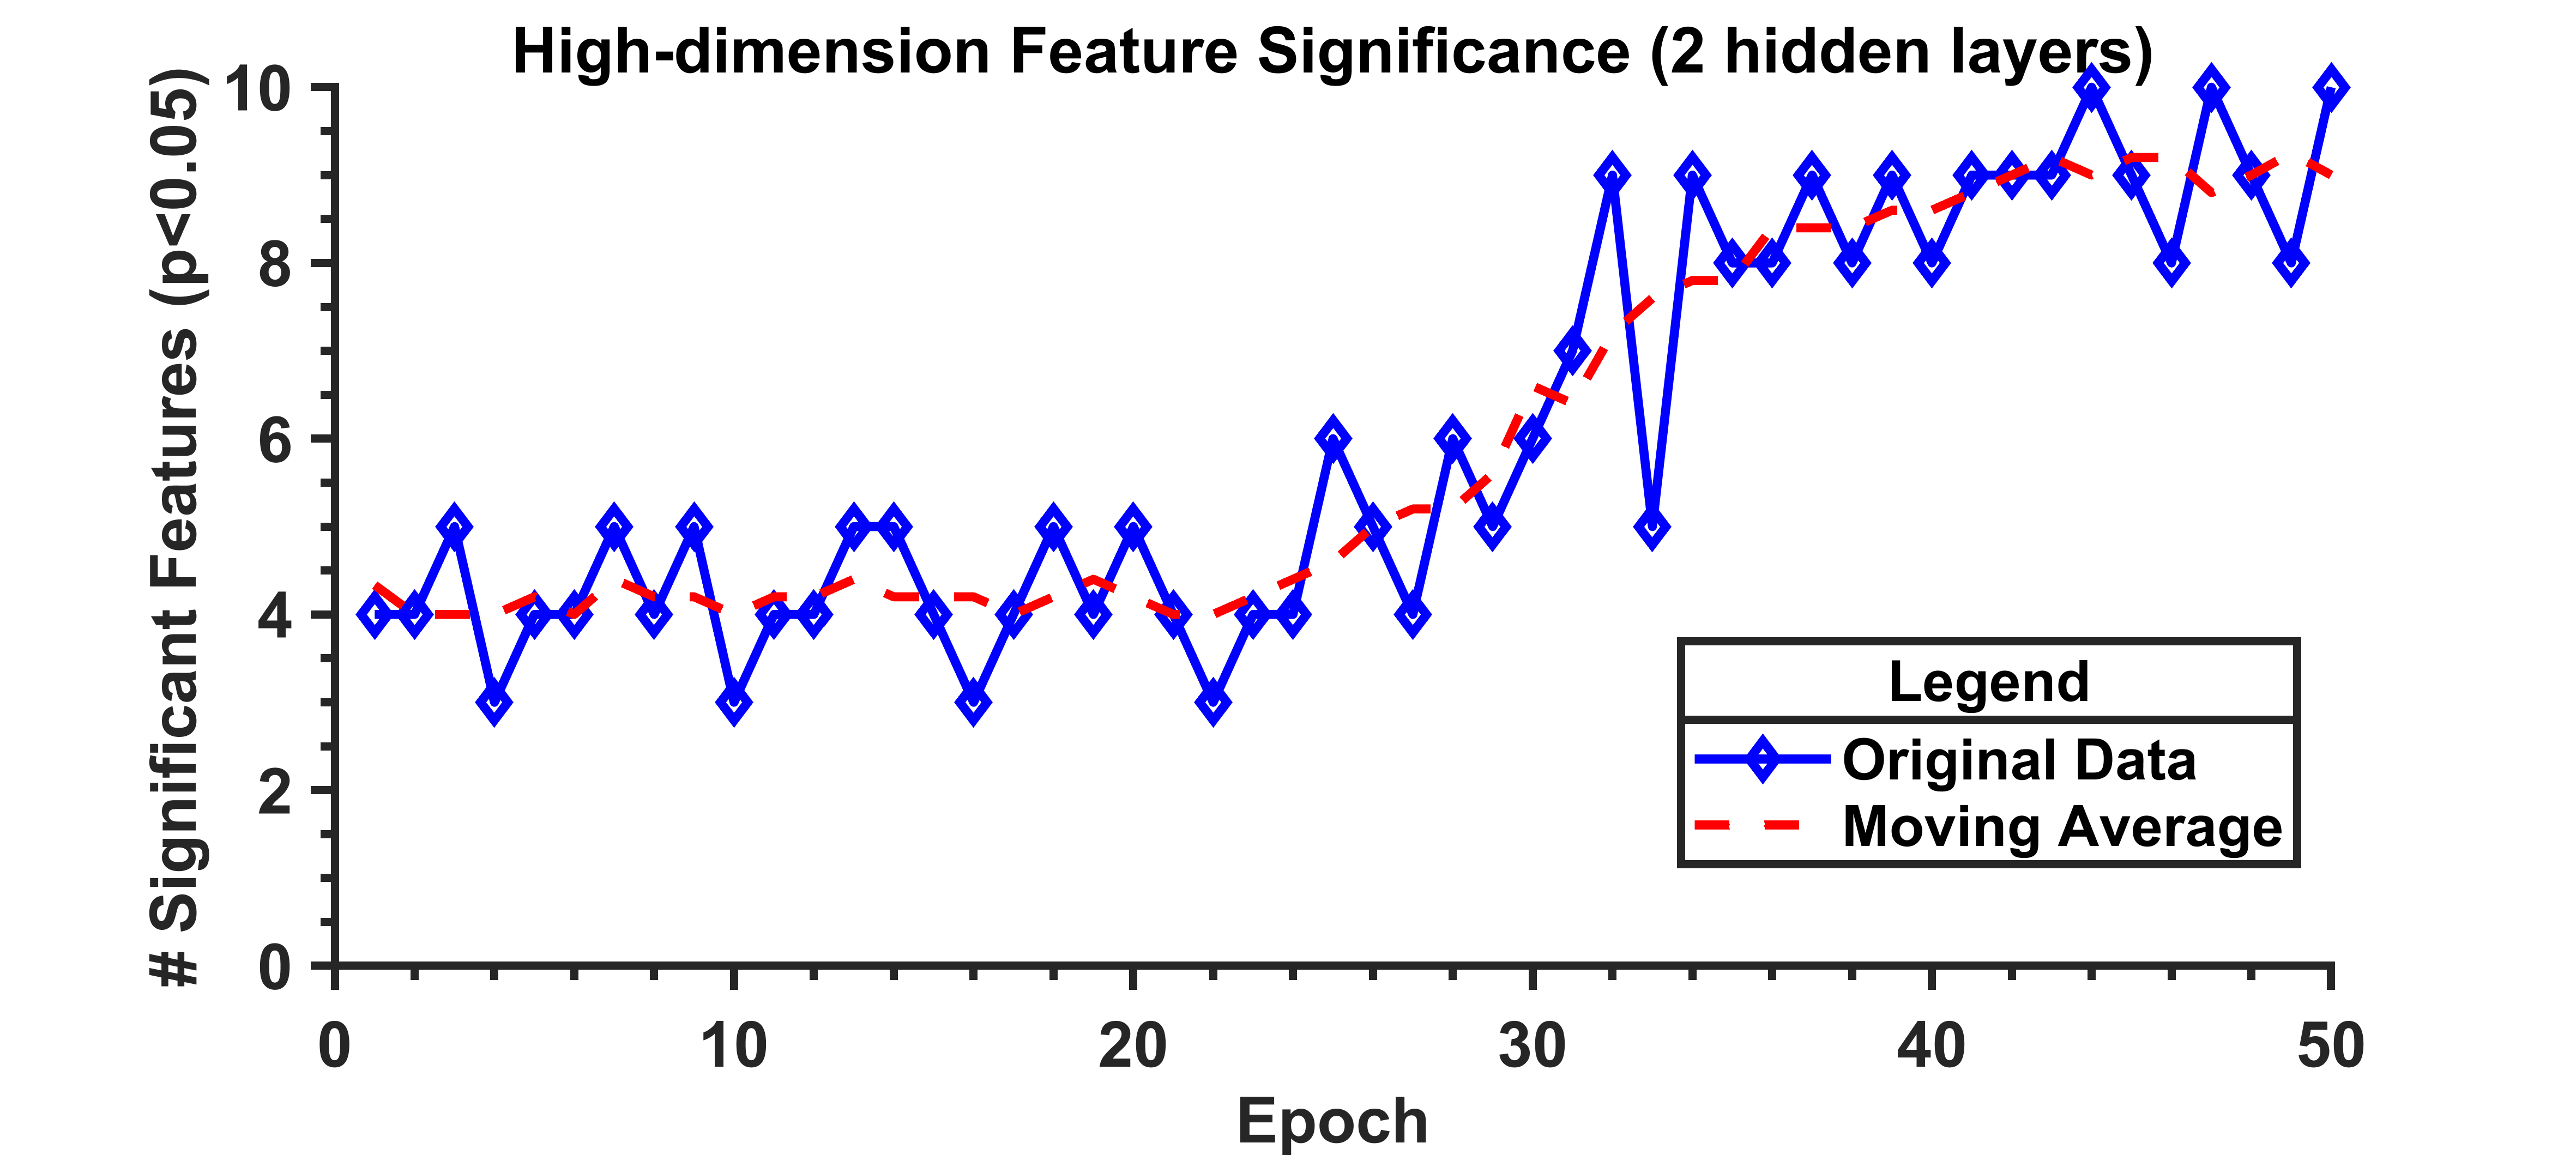 High-dimension Feature Significance (2 hidden layers)
# Significant Features (p<0.05)
10
8
6
4
2
0
0 10 20 30 40 50
Epoch
Legend
Original Data
Moving Average